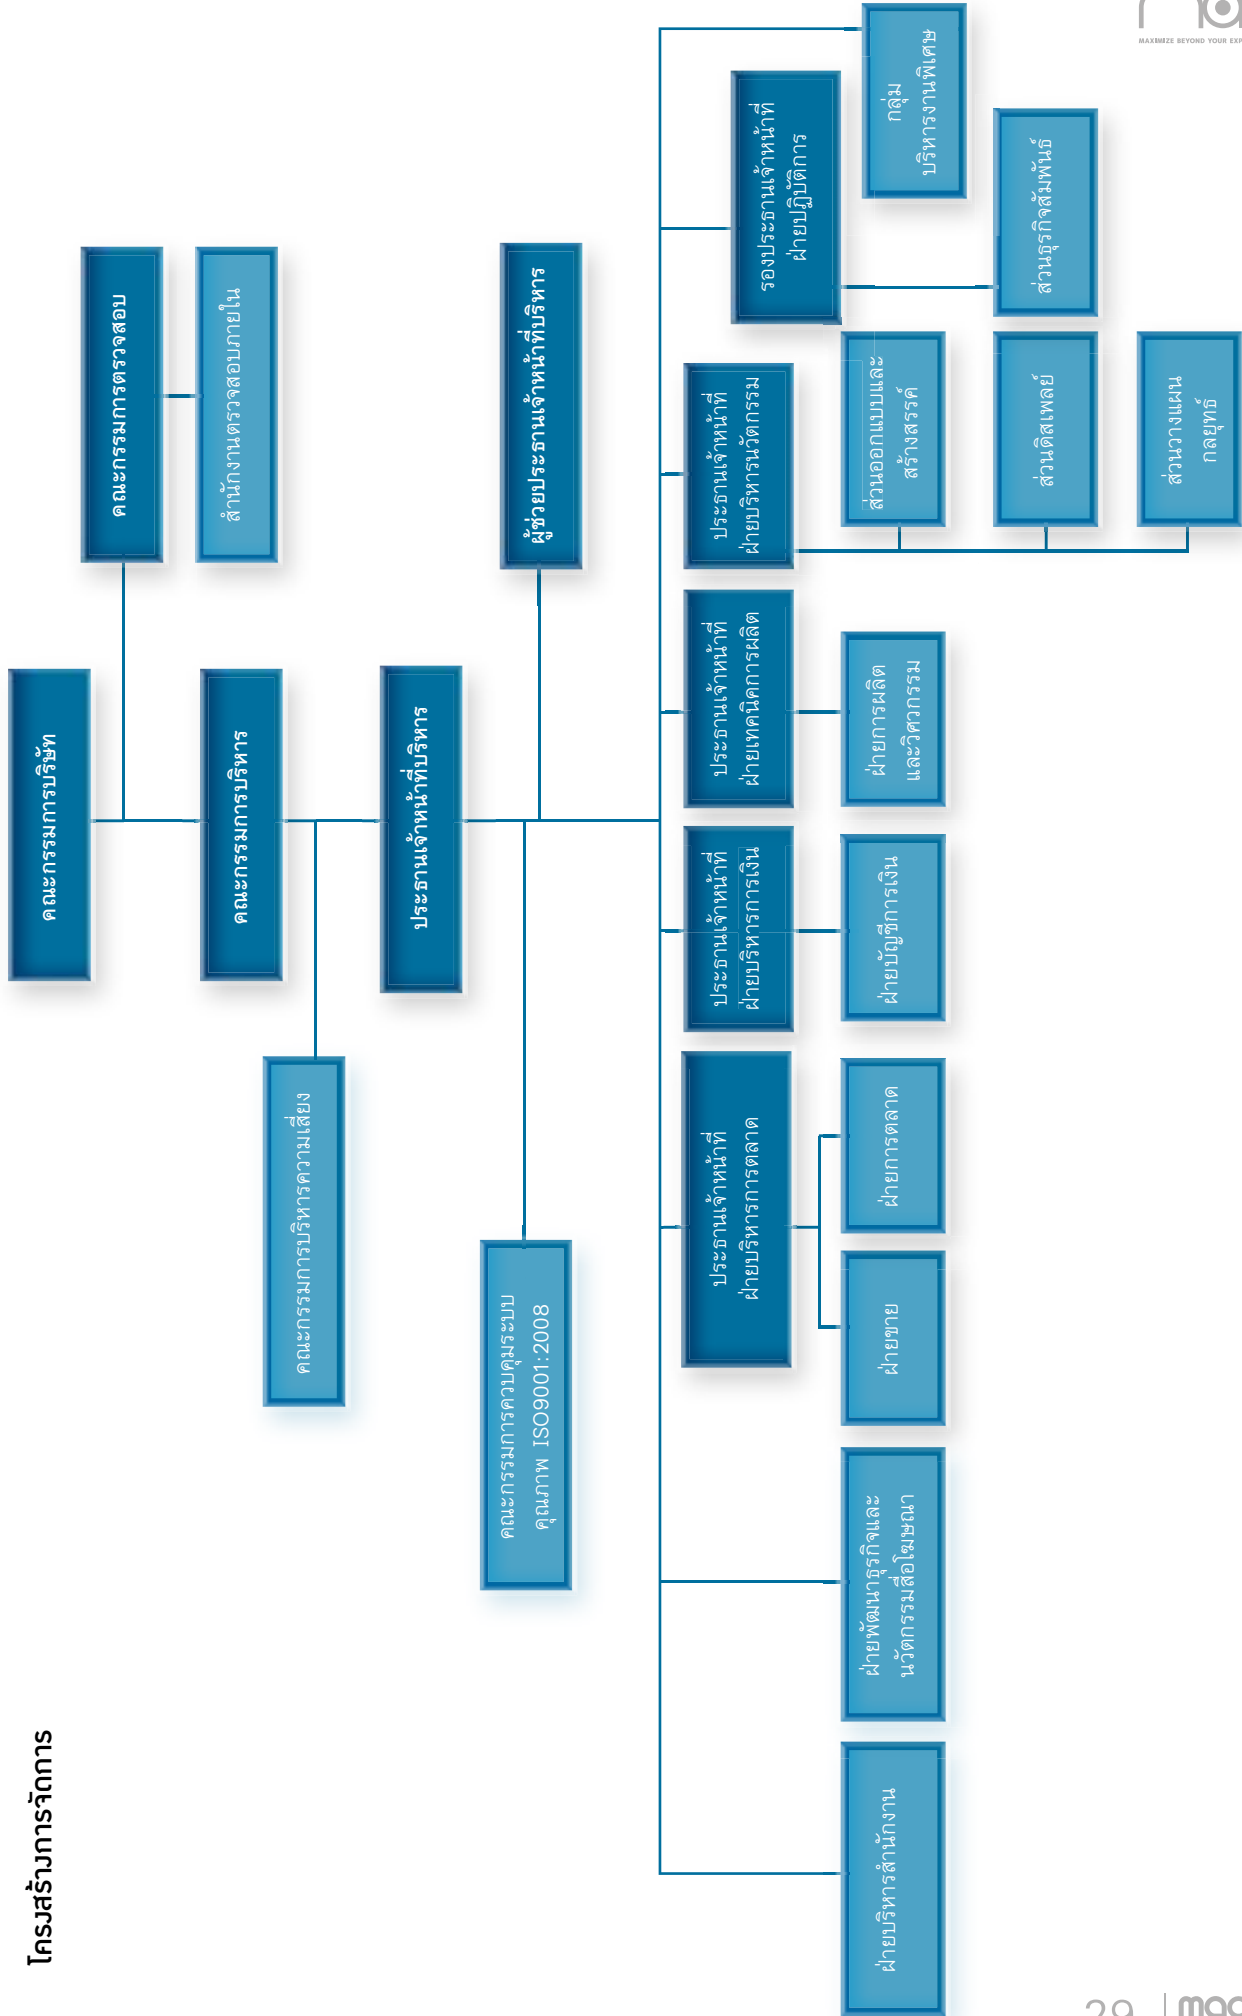 โครงสร้างการจัดการ
คณะกรรมการบริษัท
คณะกรรมการตรวจสอบ
สำนักงานตรวจสอบภายใน
คณะกรรมการบริหาร
คณะกรรมการบริหารความเสี่ยง
ประธานเจ้าหน้าที่บริหาร
คณะกรรมการควบคุมระบบ
คุณภาพ ISO9001:2008
ผู้ช่วยประธานเจ้าหน้าที่บริหาร
ประธานเจ้าหน้าที่
ฝ่ายบริหารการตลาด
ประธานเจ้าหน้าที่
ฝ่ายบริหารการเงิน
ประธานเจ้าหน้าที่
ฝ่ายเทคนิคการผลิต
ประธานเจ้าหน้าที่
ฝ่ายบริหารนวัตกรรม
รองประธานเจ้าหน้าที่
ฝ่ายปฏิบัติการ
ฝ่ายบริหารสำนักงาน
ฝ่ายพัฒนาธุรกิจและ
นวัตกรรมสื่อโฆษณา
ฝ่ายขาย
ฝ่ายการตลาด
ฝ่ายบัญชีการเงิน
ฝ่ายการผลิต
และวิศวกรรม
ส่วนออกแบบและ
สร้างสรรค์
กลุ่ม
บริหารงานพิเศษ
ส่วนดิสเพลย์
ส่วนธุรกิจสัมพันธ์
ส่วนวางแผน
กลยุทธ์
MAXIMIZE BEYOND YOUR
29